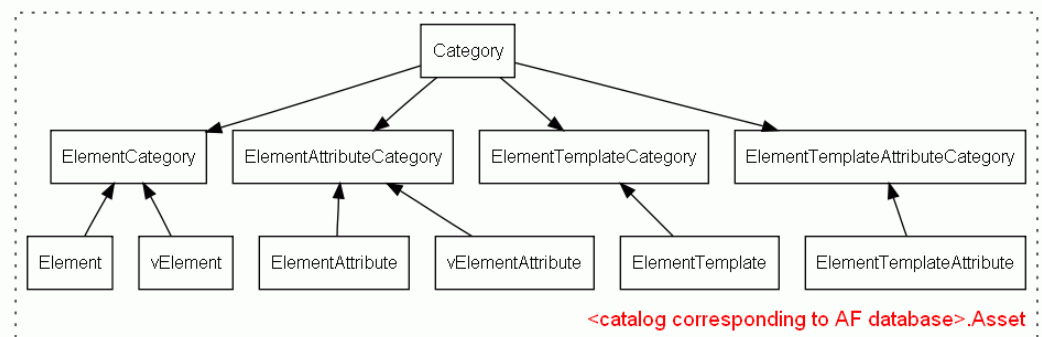 Category
ElementCategory
ElementAttributeCategory
ElementTemplateCategory
ElementTemplateAttributeCategory
Element
vElement
ElementAttribute
vElementAttribute
ElementTemplate
ElementTemplateAttribute
<catalog corresponding to AF database>.Asset